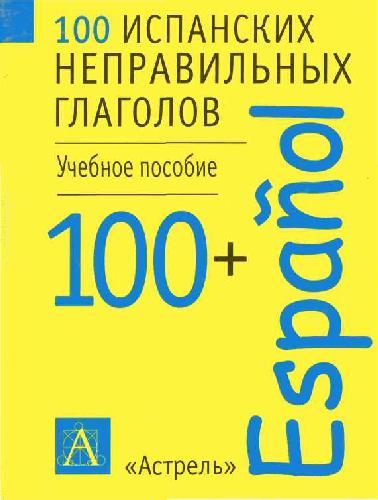 100 ИСПАНСКИХ
НЕПРАВИЛЬНЫХ
ГЛАГОЛОВ
Учебное пособие
100+
Español
А
«Астрель»